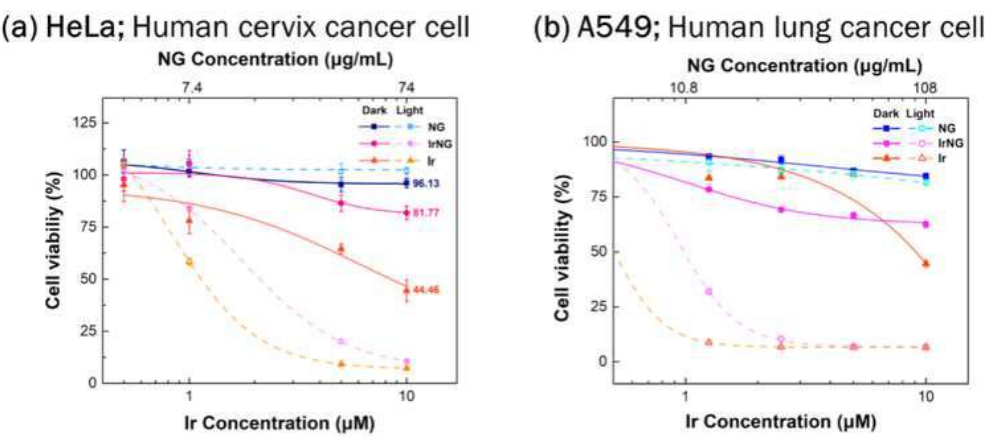 (a) HeLa; Human cervix cancer cell
NG Concentration (µg/mL)
7.4 74
Dark Light
NG
IrNG
Ir
125
100
75
50
25
0
96.13
81.77
44.46
Cell viability (%)
1 10
Ir Concentration (µM)
(b) A549; Human lung cancer cell
NG Concentration (µg/mL)
10.8 108
Dark Light
NG
IrNG
Ir
100
75
50
25
0
Cell viability (%)
1 10
Ir Concentration (µM)